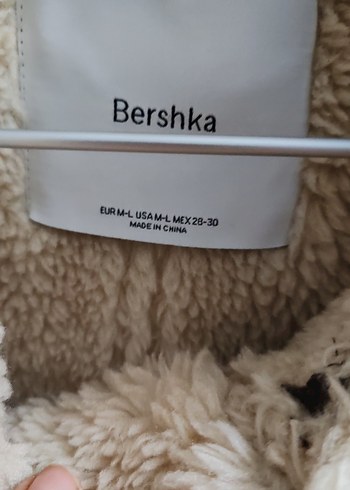 Bershka
EUR M-L USA M-L MEX 28-30
MADE IN CHINA